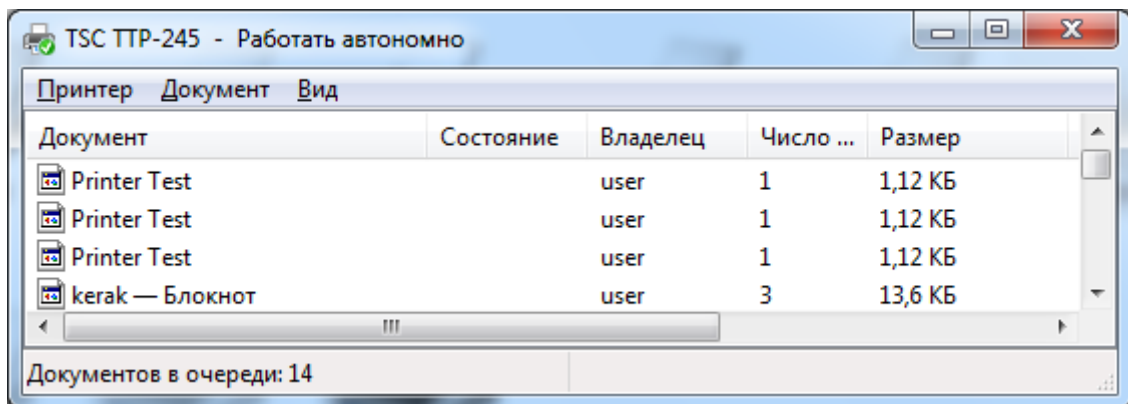 TSC TTP-245 - Работать автономно
Принтер Документ Вид
Документ Состояние Владелец Число ... Размер
Printer Test user 1 1,12 КБ
Printer Test user 1 1,12 КБ
Printer Test user 1 1,12 КБ
kerak — Блокнот user 3 13,6 КБ
Документов в очереди: 14